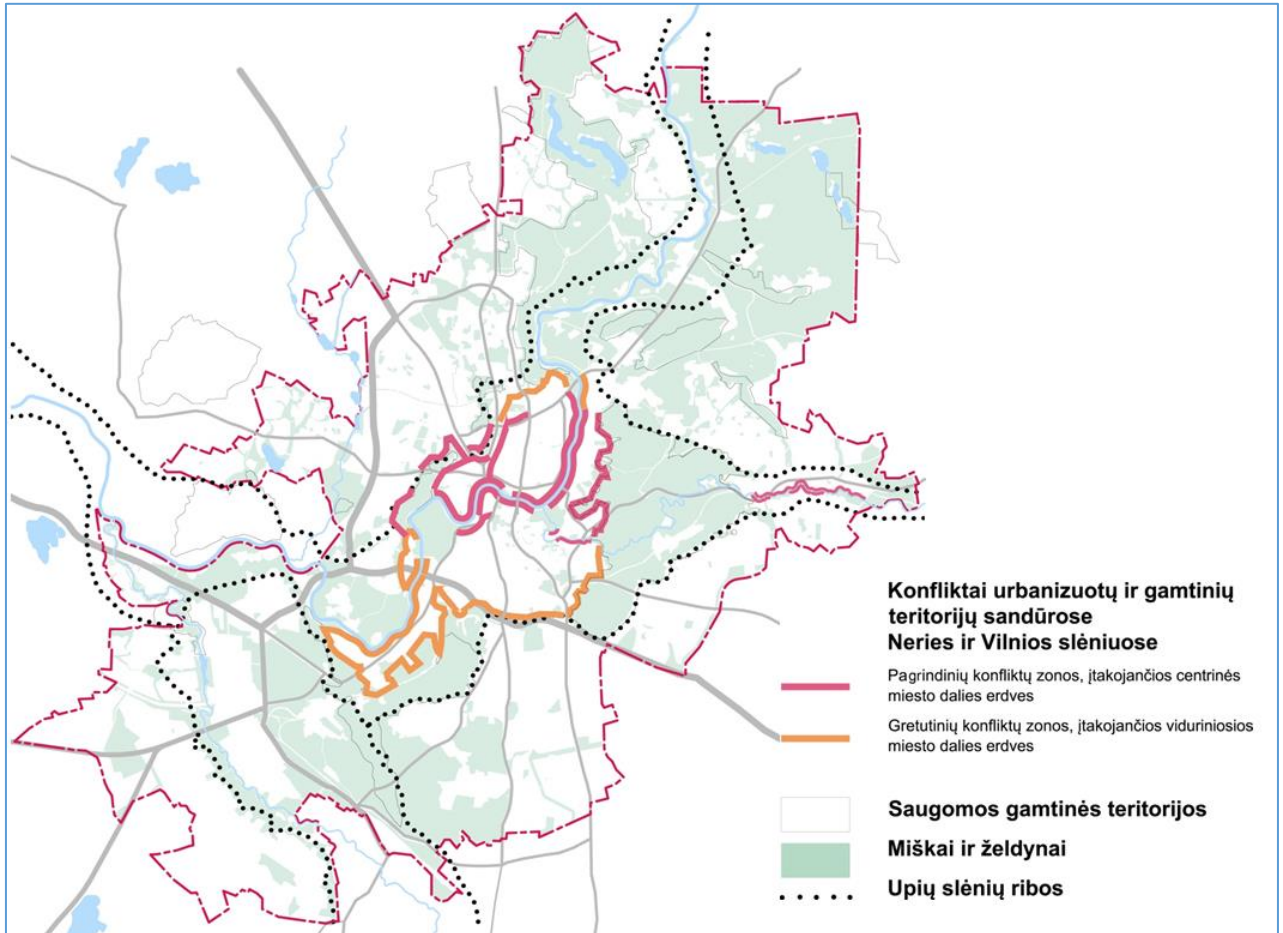 Konfliktai urbanizuotų ir gamtinių
teritorijų sandūrose
Neries ir Vilnios slėniuose
Pagrindinių konfliktų zonos, įtakojančios centrinės
miesto dalies erdves
Gretutinių konfliktų zonos, įtakojančios viduriniosios
miesto dalies erdves
Saugomos gamtinės teritorijos
Miškai ir želdynai
Upių slėnių ribos